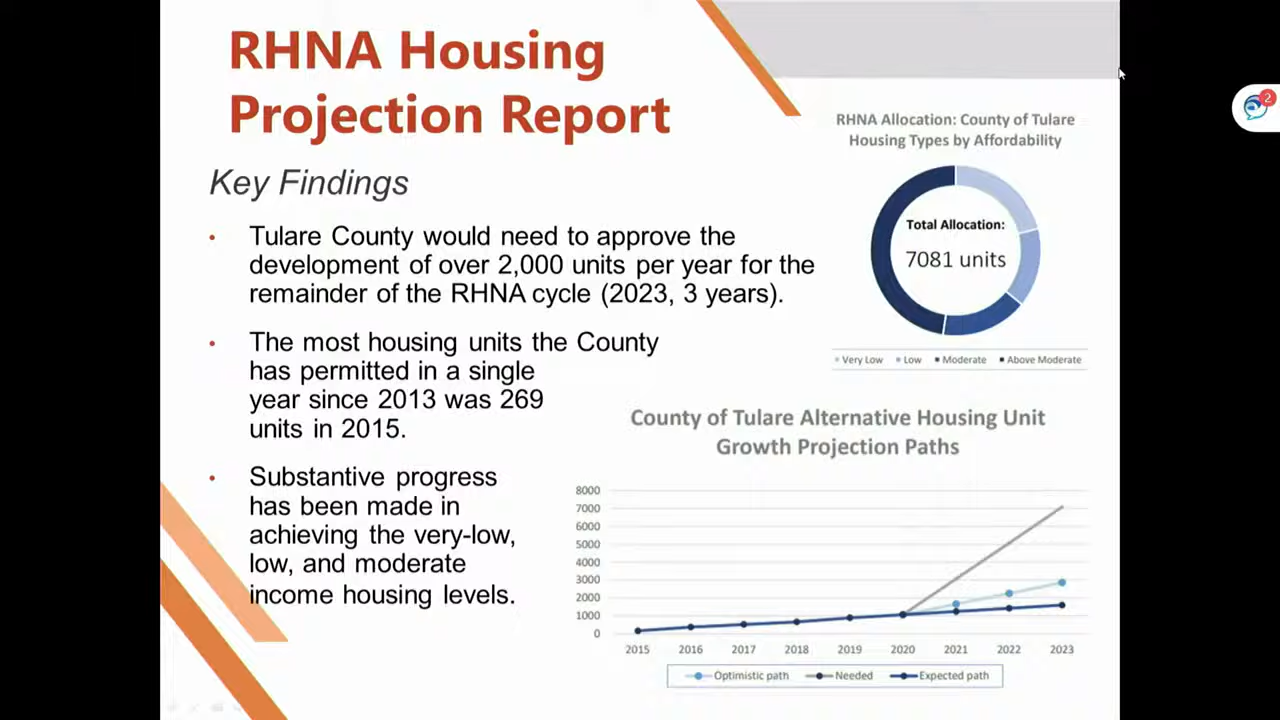 RHNA Housing
Projection Report
Key Findings
• Tulare County would need to approve the
development of over 2,000 units per year for the
remainder of the RHNA cycle (2023, 3 years).
• The most housing units the County
has permitted in a single
year since 2013 was 269
units in 2015.
• Substantive progress
has been made in
achieving the very-low,
low, and moderate
income housing levels.
2
RHNA Allocation: County of Tulare
Housing Types by Affordability
Total Allocation:
7081 units
Very Low Low Moderate Above Moderate
County of Tulare Alternative Housing Unit
Growth Projection Paths
8000
7000
6000
5000
4000
3000
2000
1000
0
2015 2016 2017 2018 2019 2020 2021 2022 2023
Optimistic path Needed Expected path